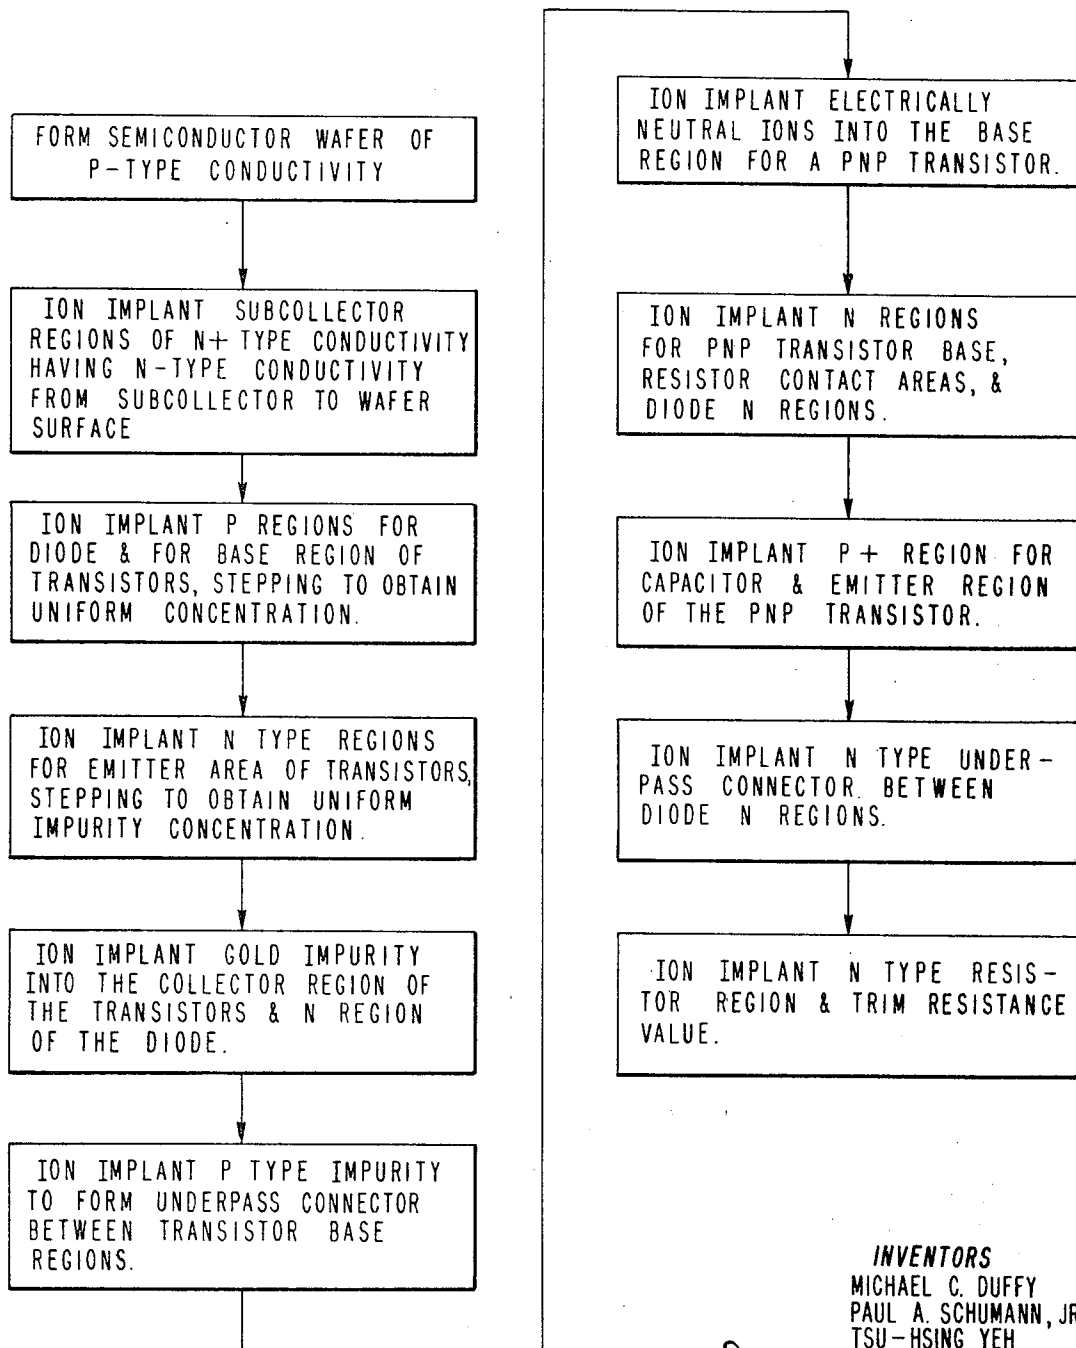 FORM SEMICONDUCTOR WAFER OF
P-TYPE CONDUCTIVITY
ION IMPLANT SUBCOLLECTOR
REGIONS OF N+ TYPE CONDUCTIVITY
HAVING N-TYPE CONDUCTIVITY
FROM SUBCOLLECTOR TO WAFER
SURFACE
ION IMPLANT P REGIONS FOR
DIODE & FOR BASE REGION OF
TRANSISTORS, STEPPING TO OBTAIN
UNIFORM CONCENTRATION.
ION IMPLANT N TYPE REGIONS
FOR EMITTER AREA OF TRANSISTORS,
STEPPING TO OBTAIN UNIFORM
IMPURITY CONCENTRATION.
ION IMPLANT GOLD IMPURITY
INTO THE COLLECTOR REGION OF
THE TRANSISTORS & N REGION
OF THE DIODE.
ION IMPLANT P TYPE IMPURITY
TO FORM UNDERPASS CONNECTOR
BETWEEN TRANSISTOR BASE
REGIONS.
ION IMPLANT ELECTRICALLY
NEUTRAL IONS INTO THE BASE
REGION FOR A PNP TRANSISTOR.
ION IMPLANT N REGIONS
FOR PNP TRANSISTOR BASE,
RESISTOR CONTACT AREAS, &
DIODE N REGIONS.
ION IMPLANT P+ REGION FOR
CAPACITOR & EMITTER REGION
OF THE PNP TRANSISTOR.
ION IMPLANT N TYPE UNDER-
PASS CONNECTOR BETWEEN
DIODE N REGIONS.
ION IMPLANT N TYPE RESIS-
TOR REGION & TRIM RESISTANCE
VALUE.
INVENTORS
MICHAEL C. DUFFY
PAUL A. SCHUMANN, JR
TSU-HSING YEH